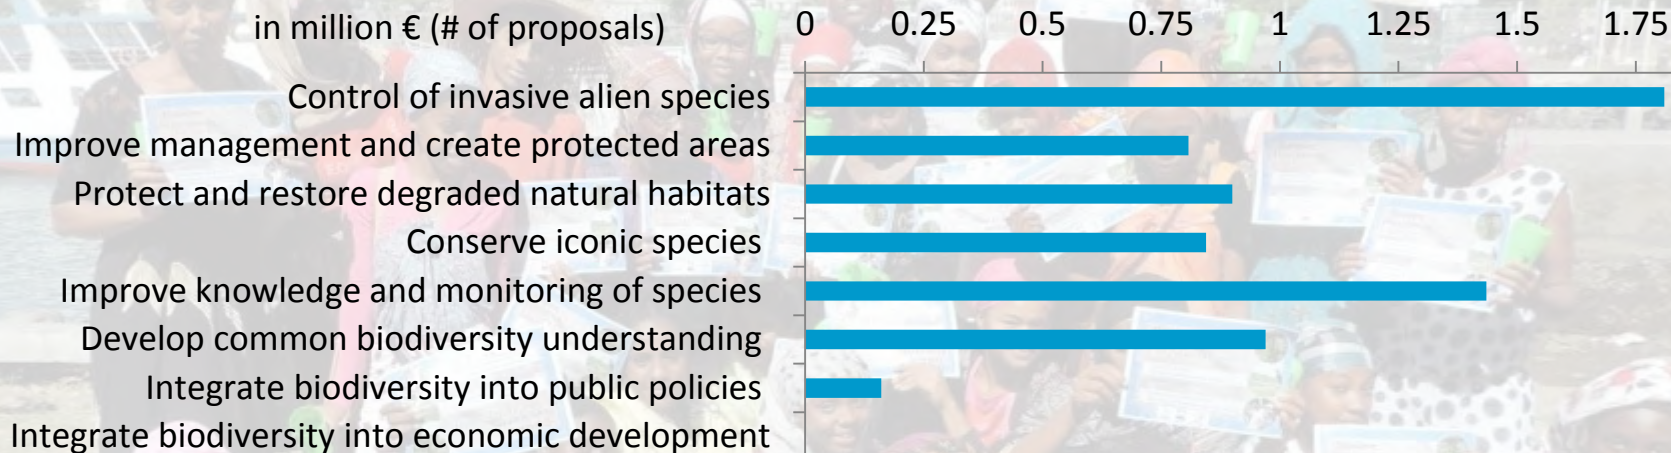 in million € (# of proposals) 0 0.25 0.5 0.75 1 1.25 1.5 1.75
Control of invasive alien species
Improve management and create protected areas
Protect and restore degraded natural habitats
Conserve iconic species
Improve knowledge and monitoring of species
Develop common biodiversity understanding
Integrate biodiversity into public policies
Integrate biodiversity into economic development